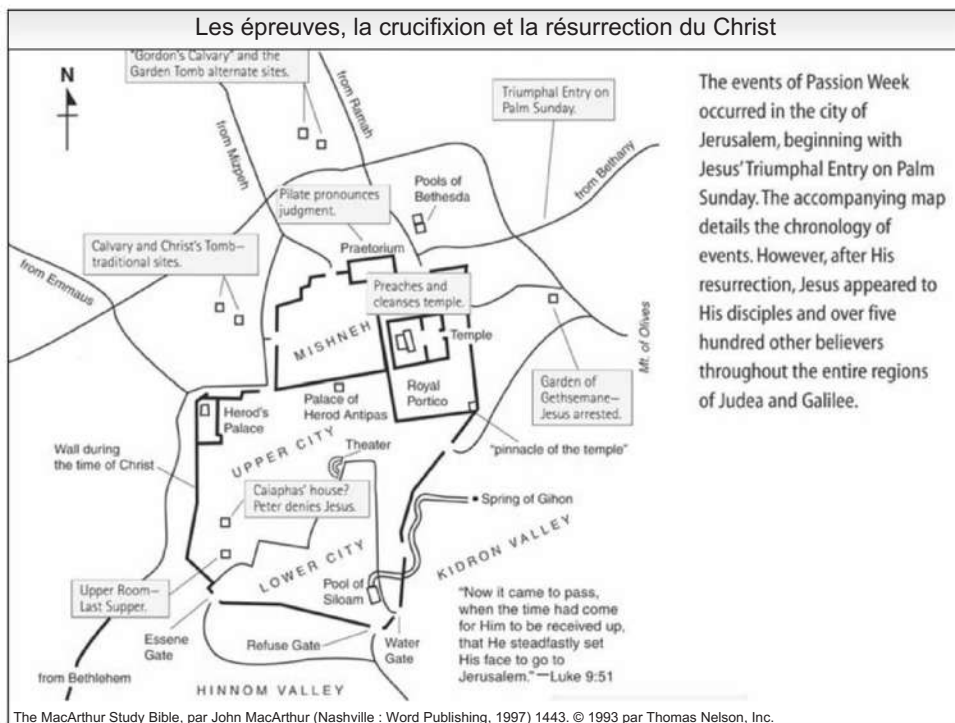 Les épreuves, la crucifixion et la résurrection du Christ
"Gordon's Calvary" and the
Garden Tomb alternate sites.
N
from Mizpeh
from Ramah
Triumphal Entry on
Palm Sunday.
from Bethany
Pilate pronounces
judgment.
Pools of
Bethesda
Calvary and Christ's Tomb—
traditional sites.
Praetorium
from Emmaus
Preaches and
cleanses temple.
MISHNEH
Temple
Mt. of Olives
Palace of
Herod Antipas
Royal
Portico
Garden of
Gethsemane—
Jesus arrested.
Herod's
Palace
UPPER CITY
Theater
"pinnacle of the temple"
Wall during
the time of Christ
Caiaphas' house?
Peter denies Jesus.
Spring of Gihon
KIDRON VALLEY
LOWER CITY
Upper Room—
Last Supper.
Pool of
Siloam
Essene
Gate
Refuse Gate
Water
Gate
from Bethlehem
HINNOM VALLEY
"Now it came to pass,
when the time had come
for Him to be received up,
that He steadfastly set
His face to go to
Jerusalem."—Luke 9:51
The events of Passion Week
occurred in the city of
Jerusalem, beginning with
Jesus' Triumphal Entry on Palm
Sunday. The accompanying map
details the chronology of
events. However, after His
resurrection, Jesus appeared to
His disciples and over five
hundred other believers
throughout the entire regions
of Judea and Galilee.
The MacArthur Study Bible, par John MacArthur (Nashville : Word Publishing, 1997) 1443. © 1993 par Thomas Nelson, Inc.